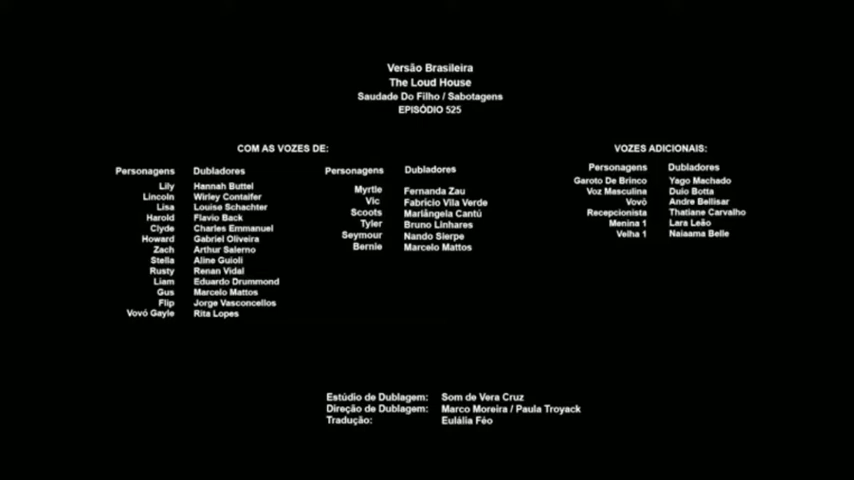 Versão Brasileira
The Loud House
Saudade Do Filho / Sabotagens
EPISÓDIO 525
COM AS VOZES DE:
Personagens Dubladores
Lily Hannah Buttel
Lincoln Wirley Contaifer
Lisa Louise Schachter
Harold Flavio Back
Clyde Charles Emmanuel
Howard Gabriel Oliveira
Zach Arthur Salerno
Stella Aline Guioli
Rusty Renan Vidal
Liam Eduardo Drummond
Gus Marcelo Mattos
Flip Jorge Vasconcellos
Vovó Gayle Rita Lopes
Personagens Dubladores
Myrtle Fernanda Zau
Vic Fabrício Vila Verde
Scoots Mariângela Cantú
Tyler Bruno Linhares
Seymour Nando Sierpe
Bernie Marcelo Mattos
VOZES ADICIONAIS:
Personagens Dubladores
Garoto De Brinco Yago Machado
Voz Masculina Duio Botta
Vovô Andre Bellisar
Recepcionista Thatiane Carvalho
Menina 1 Lara Leão
Velha 1 Naiaama Belle
Estúdio de Dublagem: Som de Vera Cruz
Direção de Dublagem: Marco Moreira / Paula Troyack
Tradução: Eulália Féo